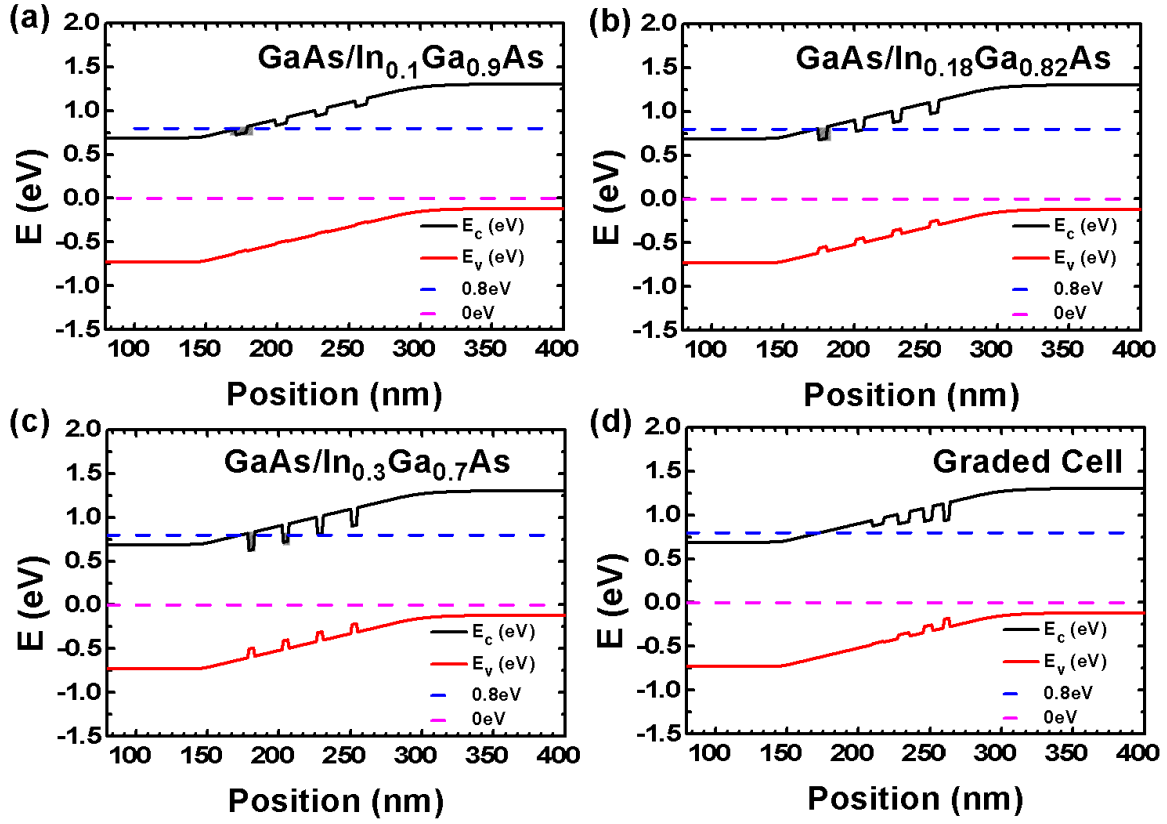 (a)
GaAs/In0.1Ga0.9As
2.0
1.5
1.0
0.5
0.0
-0.5
-1.0
-1.5
E (eV)
Ec (eV)
Ev (eV)
0.8eV
0eV
100 150 200 250 300 350 400
Position (nm)
(b)
GaAs/In0.18Ga0.82As
2.0
1.5
1.0
0.5
0.0
-0.5
-1.0
-1.5
E (eV)
Ec (eV)
Ev (eV)
0.8eV
0eV
100 150 200 250 300 350 400
Position (nm)
(c)
GaAs/In0.3Ga0.7As
2.0
1.5
1.0
0.5
0.0
-0.5
-1.0
-1.5
E (eV)
Ec (eV)
Ev (eV)
0.8eV
0eV
100 150 200 250 300 350 400
Position (nm)
(d)
Graded Cell
2.0
1.5
1.0
0.5
0.0
-0.5
-1.0
-1.5
E (eV)
Ec (eV)
Ev (eV)
0.8eV
0eV
100 150 200 250 300 350 400
Position (nm)